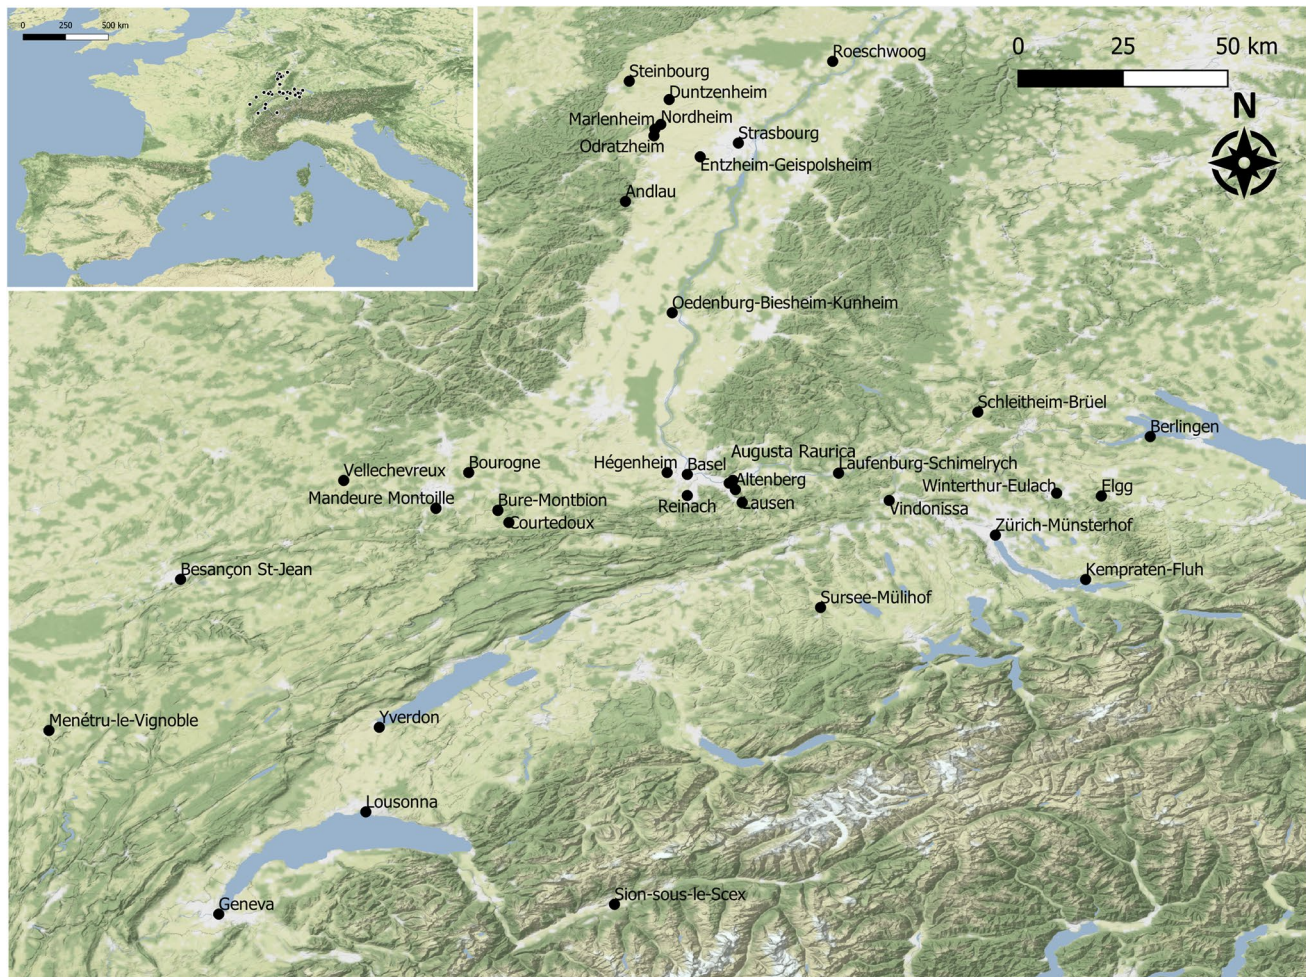 0 250 500 km
0 25 50 km
N
Roeschwoog
Steinbourg
Duntzenheim
Marlenheim
Nordheim
Odratzheim
Strasbourg
Entzheim-Geispolsheim
Andlau
Oedenburg-Biesheim-Kunheim
Schleitheim-Brüel
Berlingen
Augusta Raurica
Vellechevreux
Bourogne
Hégenheim
Basel
Laufenburg-Schimelrych
Altenberg
Winterthur-Eulach
Elgg
Mandeure Montoille
Bure-Montbion
Reinach
Lausen
Vindonissa
Courtedoux
Zürich-Münsterhof
Besançon St-Jean
Kempraten-Fluh
Sursee-Mülihof
Menétru-le-Vignoble
Yverdon
Lousonna
Sion-sous-le-Scex
Geneva